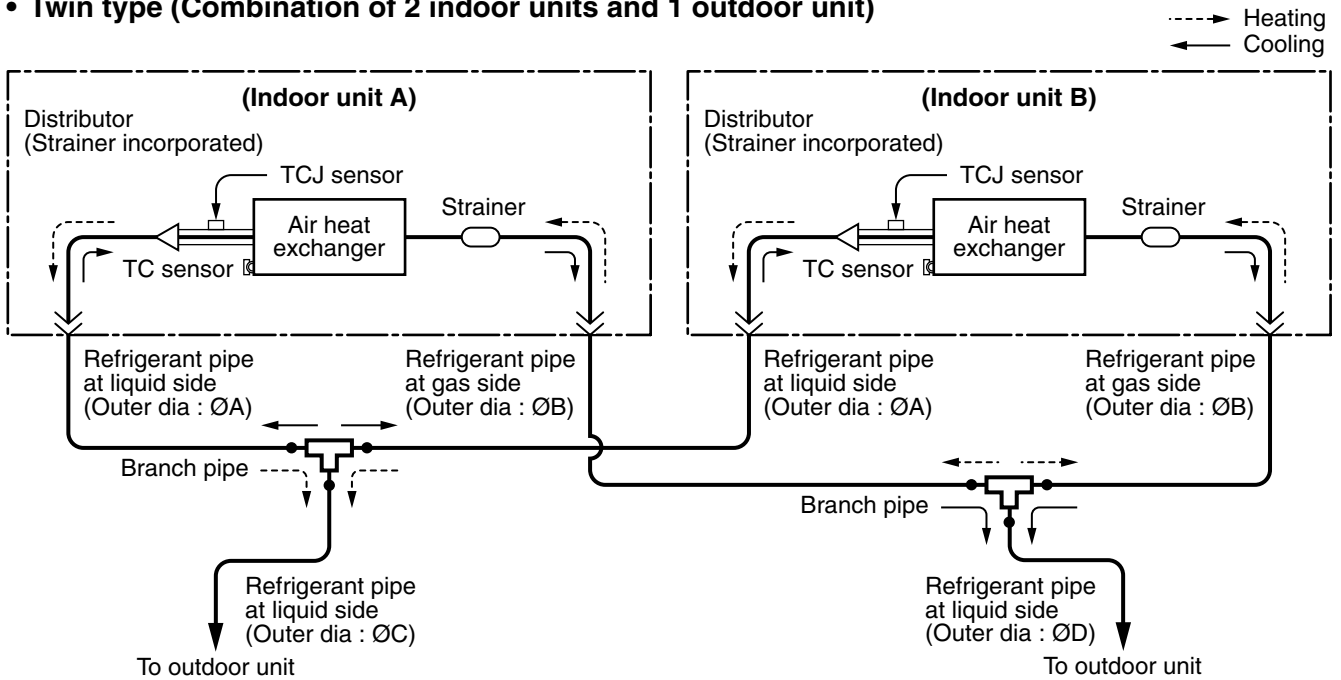 • Twin type (Combination of 2 indoor units and 1 outdoor unit)
Heating
Cooling
(Indoor unit A)
Distributor
(Strainer incorporated)
TCJ sensor
Air heat
exchanger
Strainer
TC sensor
Refrigerant pipe
at liquid side
(Outer dia : ØA)
Refrigerant pipe
at gas side
(Outer dia : ØB)
(Indoor unit B)
Distributor
(Strainer incorporated)
TCJ sensor
Air heat
exchanger
Strainer
TC sensor
Refrigerant pipe
at liquid side
(Outer dia : ØA)
Refrigerant pipe
at gas side
(Outer dia : ØB)
Branch pipe
Refrigerant pipe
at liquid side
(Outer dia : ØC)
To outdoor unit
Branch pipe
Refrigerant pipe
at liquid side
(Outer dia : ØD)
To outdoor unit